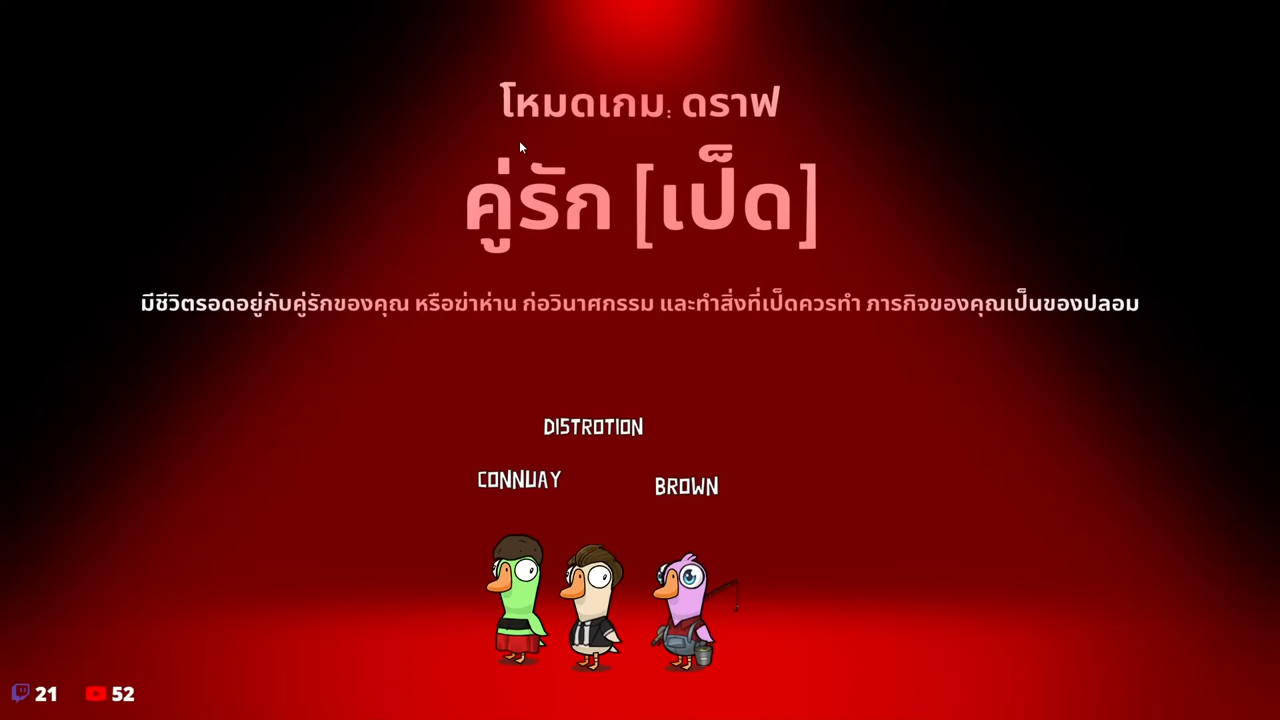 โหมดเกม: ดราฟ
คู่รัก [เป็ด]
มีชีวิตรอดอยู่กับคู่รักของคุณ หรือฆ่าห่าน ก่อวินาศกรรม และทำสิ่งที่เป็ดควรทำ ภารกิจของคุณเป็นของปลอม
DISTROTION
CONNUAY
BROWN
21
52